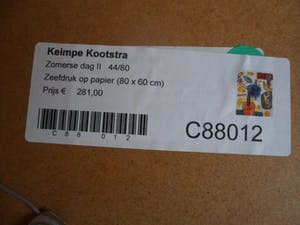 Keimpe Kootstra
Zomerse dag II 44/80
Zeefdruk op papier (80 x 60 cm)
Prijs € 281,00
C88012
C 8 8 0 1 2